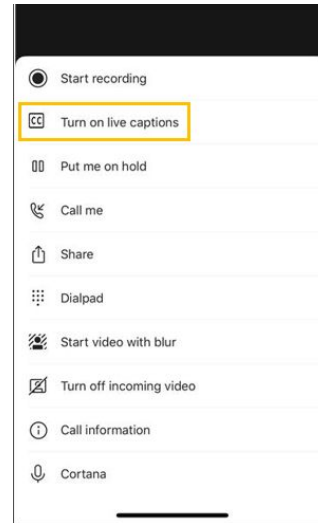 Start recording
CC Turn on live captions
Put me on hold
Call me
Share
Dialpad
Start video with blur
Turn off incoming video
Call information
Cortana